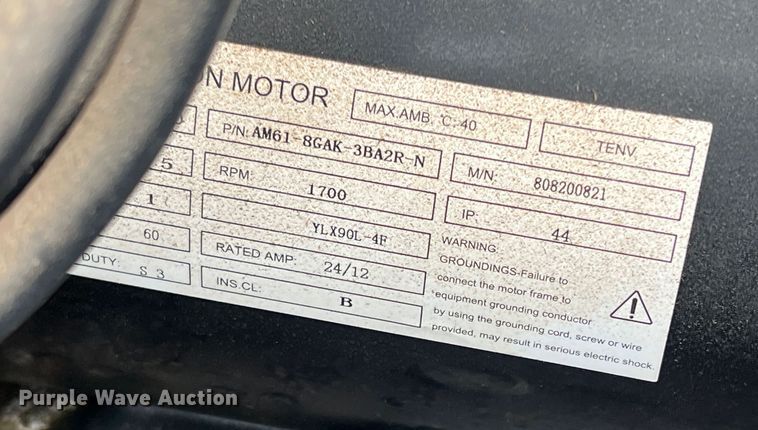 ON MOTOR
MAX.AMB. °C-40
TENV
P/N: AM61-8GAK-3BA2R-N
M/N: 808200821
5
RPM: 1700
IP: 44
1
YLX90L-4F
60
RATED AMP: 24/12
DUTY: S 3
INS.CL: B
WARNING:
GROUNDINGS-Failure to
connect the motor frame to
equipment grounding conductor
by using the grounding cord, screw or wire
provided, may result in serious electric shock.
Purple Wave Auction